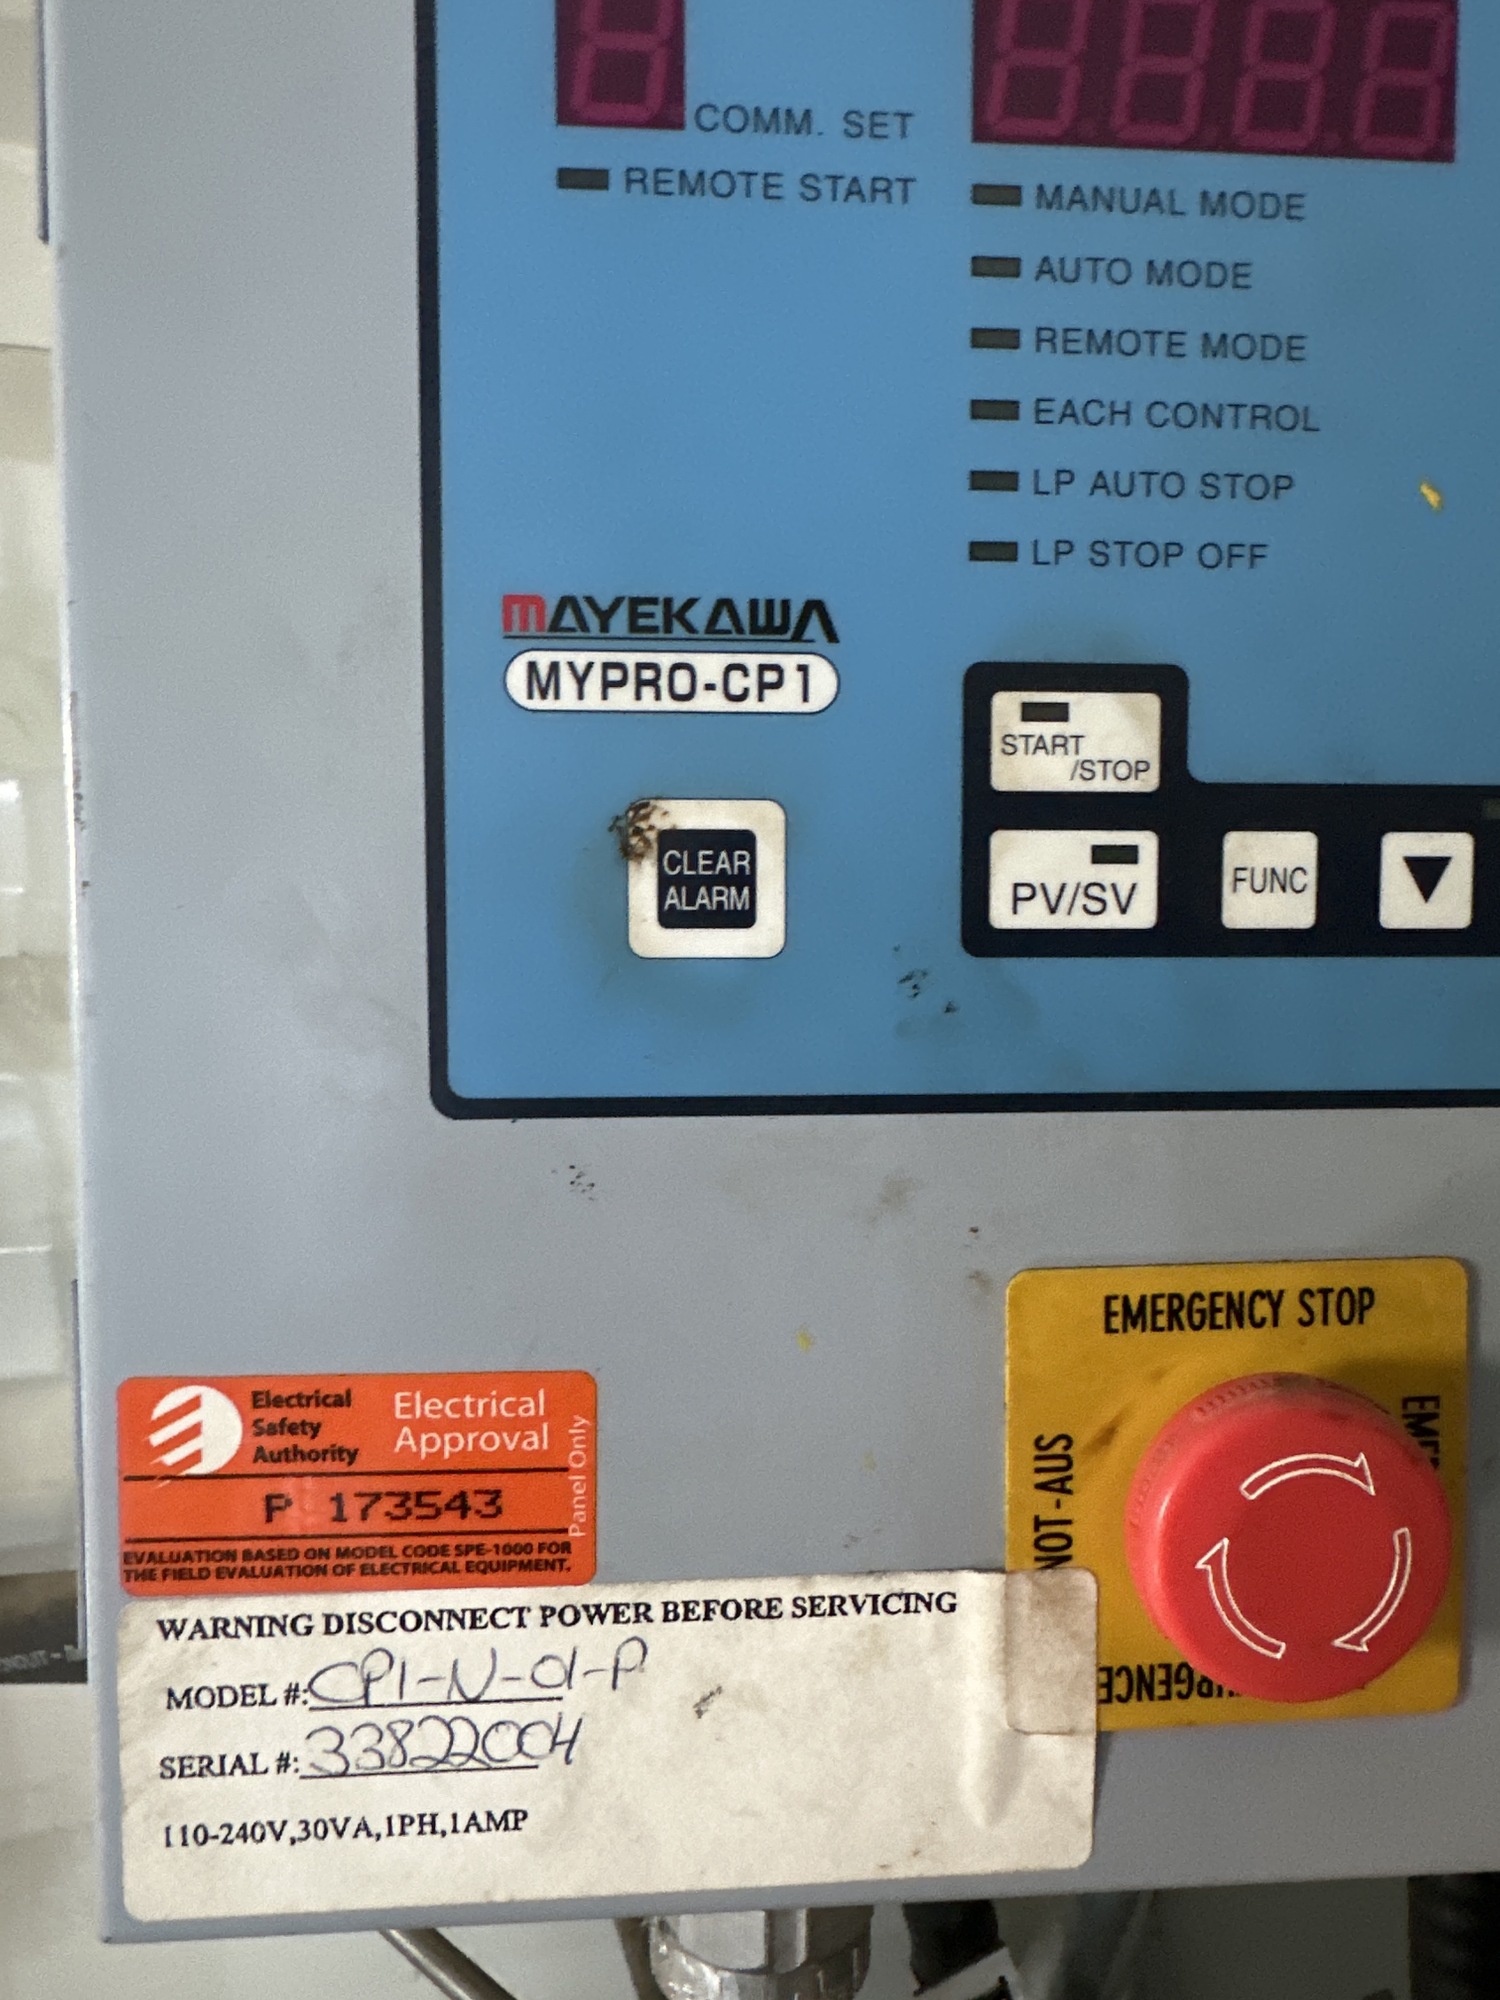 COMM. SET
REMOTE START
MANUAL MODE
AUTO MODE
REMOTE MODE
EACH CONTROL
LP AUTO STOP
LP STOP OFF
MAYEKAWA
MYPRO-CP1
START
/STOP
CLEAR
ALARM
PV/SV
FUNC
EMERGENCY STOP
NOT-AUS
Electrical
Safety
Authority
Electrical
Approval
Panel Only
P 173543
EVALUATION BASED ON MODEL CODE SPE-1000 FOR
THE FIELD EVALUATION OF ELECTRICAL EQUIPMENT.
WARNING DISCONNECT POWER BEFORE SERVICING
MODEL #: CP1-N-01-P
SERIAL #: 33822004
110-240V,30VA,1PH,1AMP